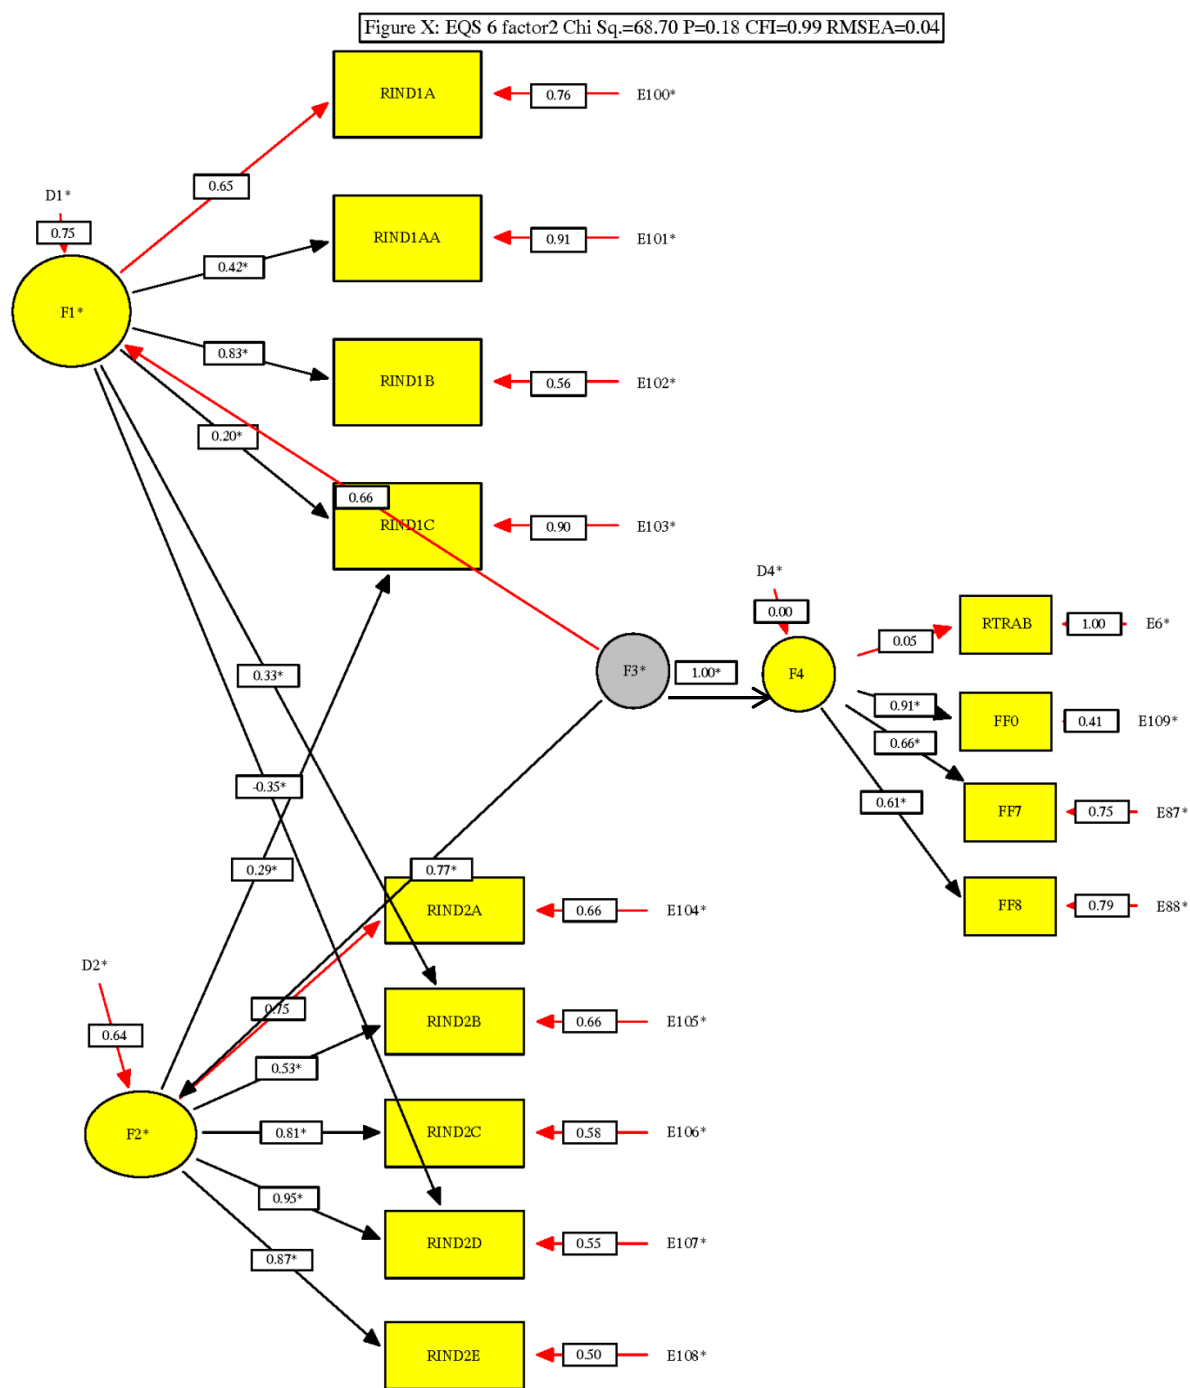 Figure X: EQS 6 factor2 Chi Sq.=68.70 P=0.18 CFI=0.99 RMSEA=0.04
RIND1A
0.76
E100*
0.65
D1*
0.75
RIND1AA
0.91
E101*
0.42*
F1*
0.83*
RIND1B
0.56
E102*
0.20*
0.66
RIND1C
0.90
E103*
D4*
0.00
RTRAB
1.00
E6*
0.05
F3*
1.00*
F4
0.33*
0.91*
FF0
0.41
E109*
0.66*
-0.35*
0.61*
FF7
0.75
E87*
0.29*
0.77*
RIND2A
0.66
E104*
FF8
0.79
E88*
D2*
0.75
0.64
RIND2B
0.66
E105*
0.53*
F2*
0.81*
RIND2C
0.58
E106*
0.95*
RIND2D
0.55
E107*
0.87*
RIND2E
0.50
E108*